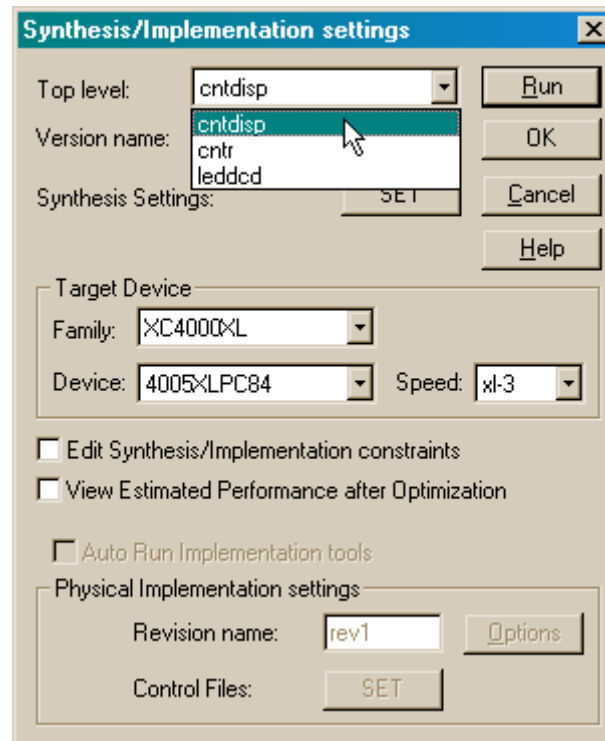 Synthesis/Implementation settings
Top level: cntdisp Run
cntdisp
Version name: OK
cntr
leddcd
Synthesis Settings: SET Cancel
Help
Target Device
Family: XC4000XL
Device: 4005XLPC84 Speed: xl-3
Edit Synthesis/Implementation constraints
View Estimated Performance after Optimization
Auto Run Implementation tools
Physical Implementation settings
Revision name: rev1 Options
Control Files: SET